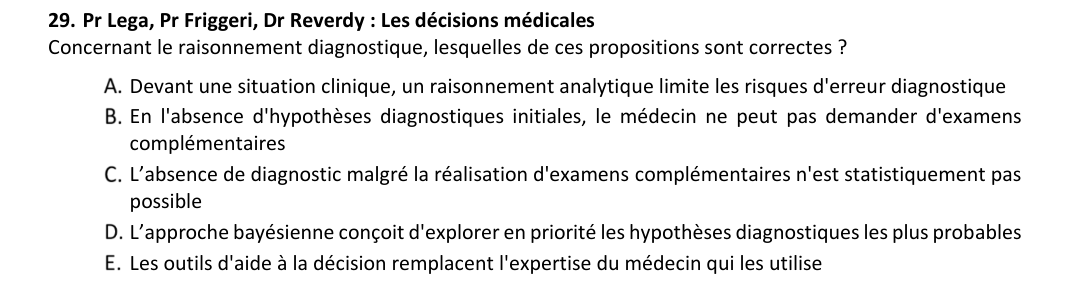 29. Pr Lega, Pr Friggeri, Dr Reverdy : Les décisions médicales
Concernant le raisonnement diagnostique, lesquelles de ces propositions sont correctes ?
A. Devant une situation clinique, un raisonnement analytique limite les risques d'erreur diagnostique
B. En l'absence d'hypothèses diagnostiques initiales, le médecin ne peut pas demander d'examens
complémentaires
C. L’absence de diagnostic malgré la réalisation d'examens complémentaires n'est statistiquement pas
possible
D. L’approche bayésienne conçoit d'explorer en priorité les hypothèses diagnostiques les plus probables
E. Les outils d'aide à la décision remplacent l'expertise du médecin qui les utilise